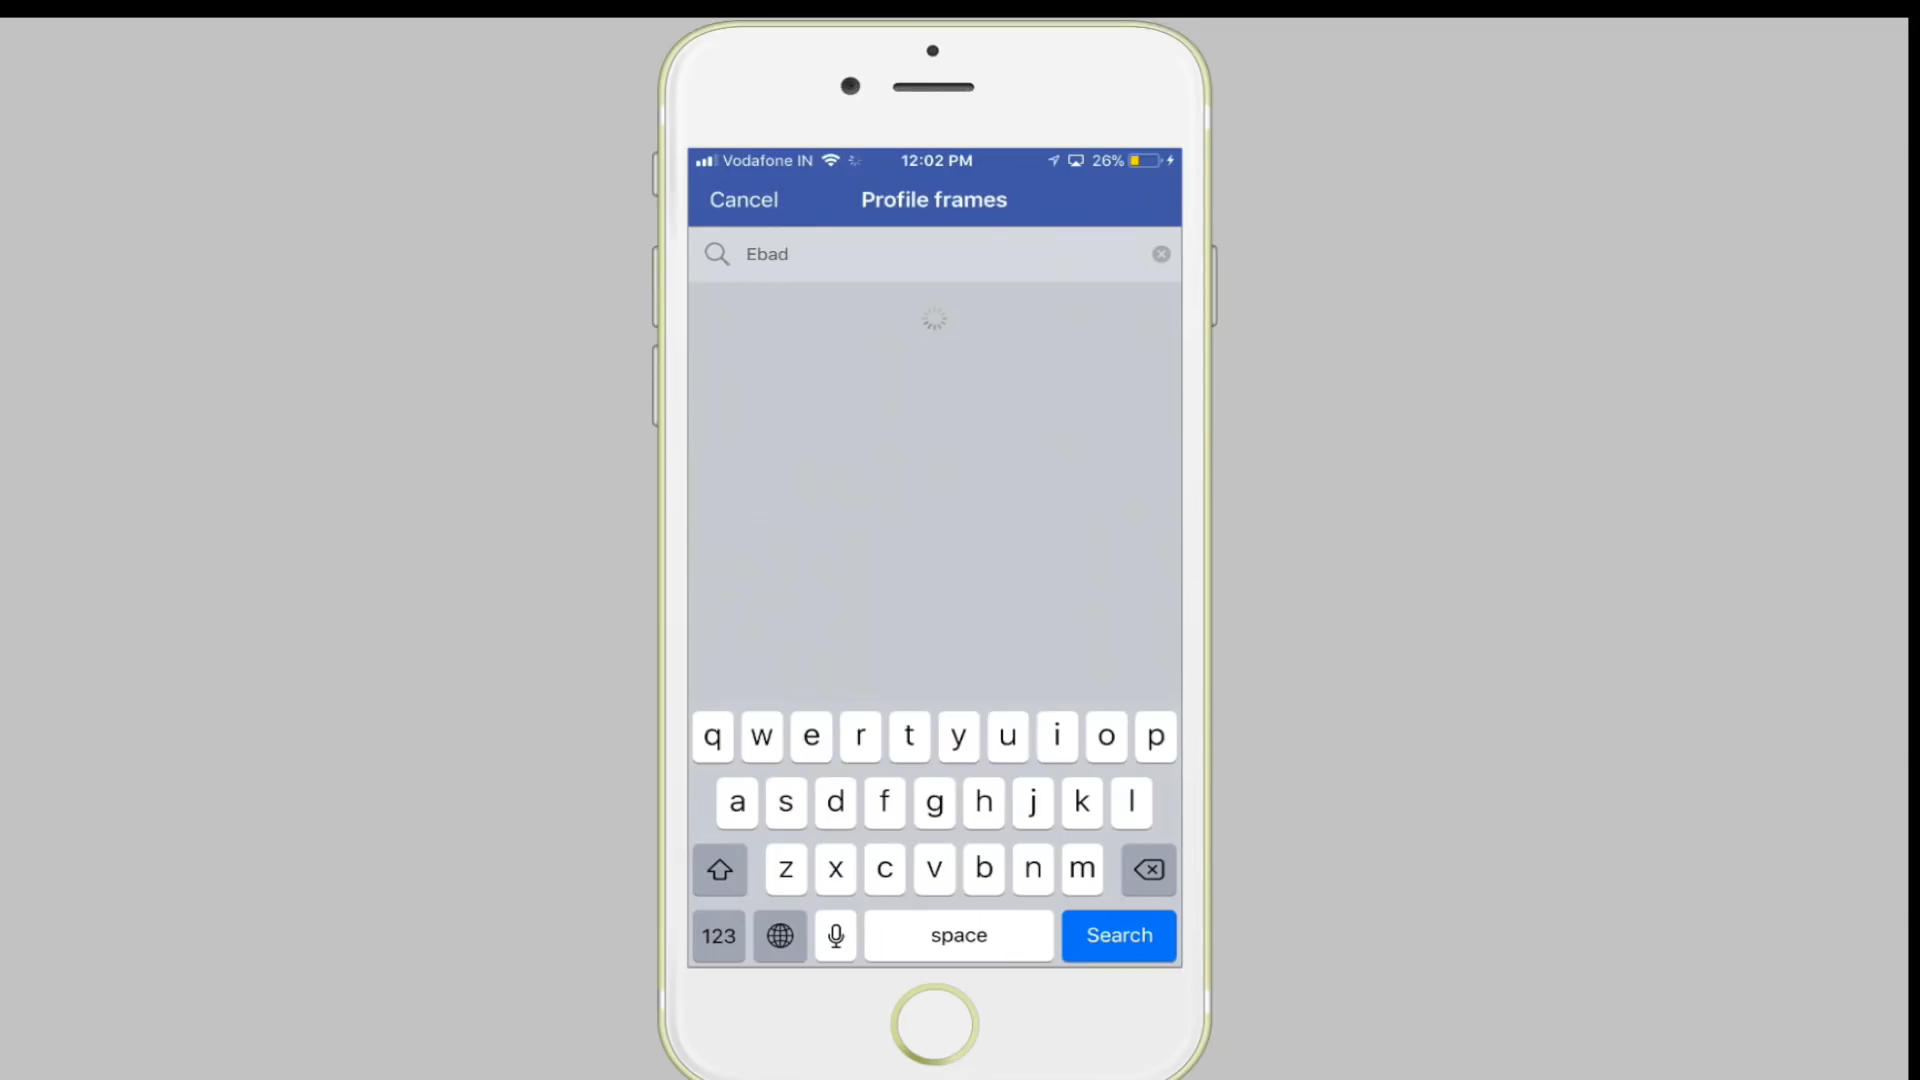 Vodafone IN 12:02 PM 26%
Cancel Profile frames
Ebad
q w e r t y u i o p
a s d f g h j k l
z x c v b n m
123 space Search